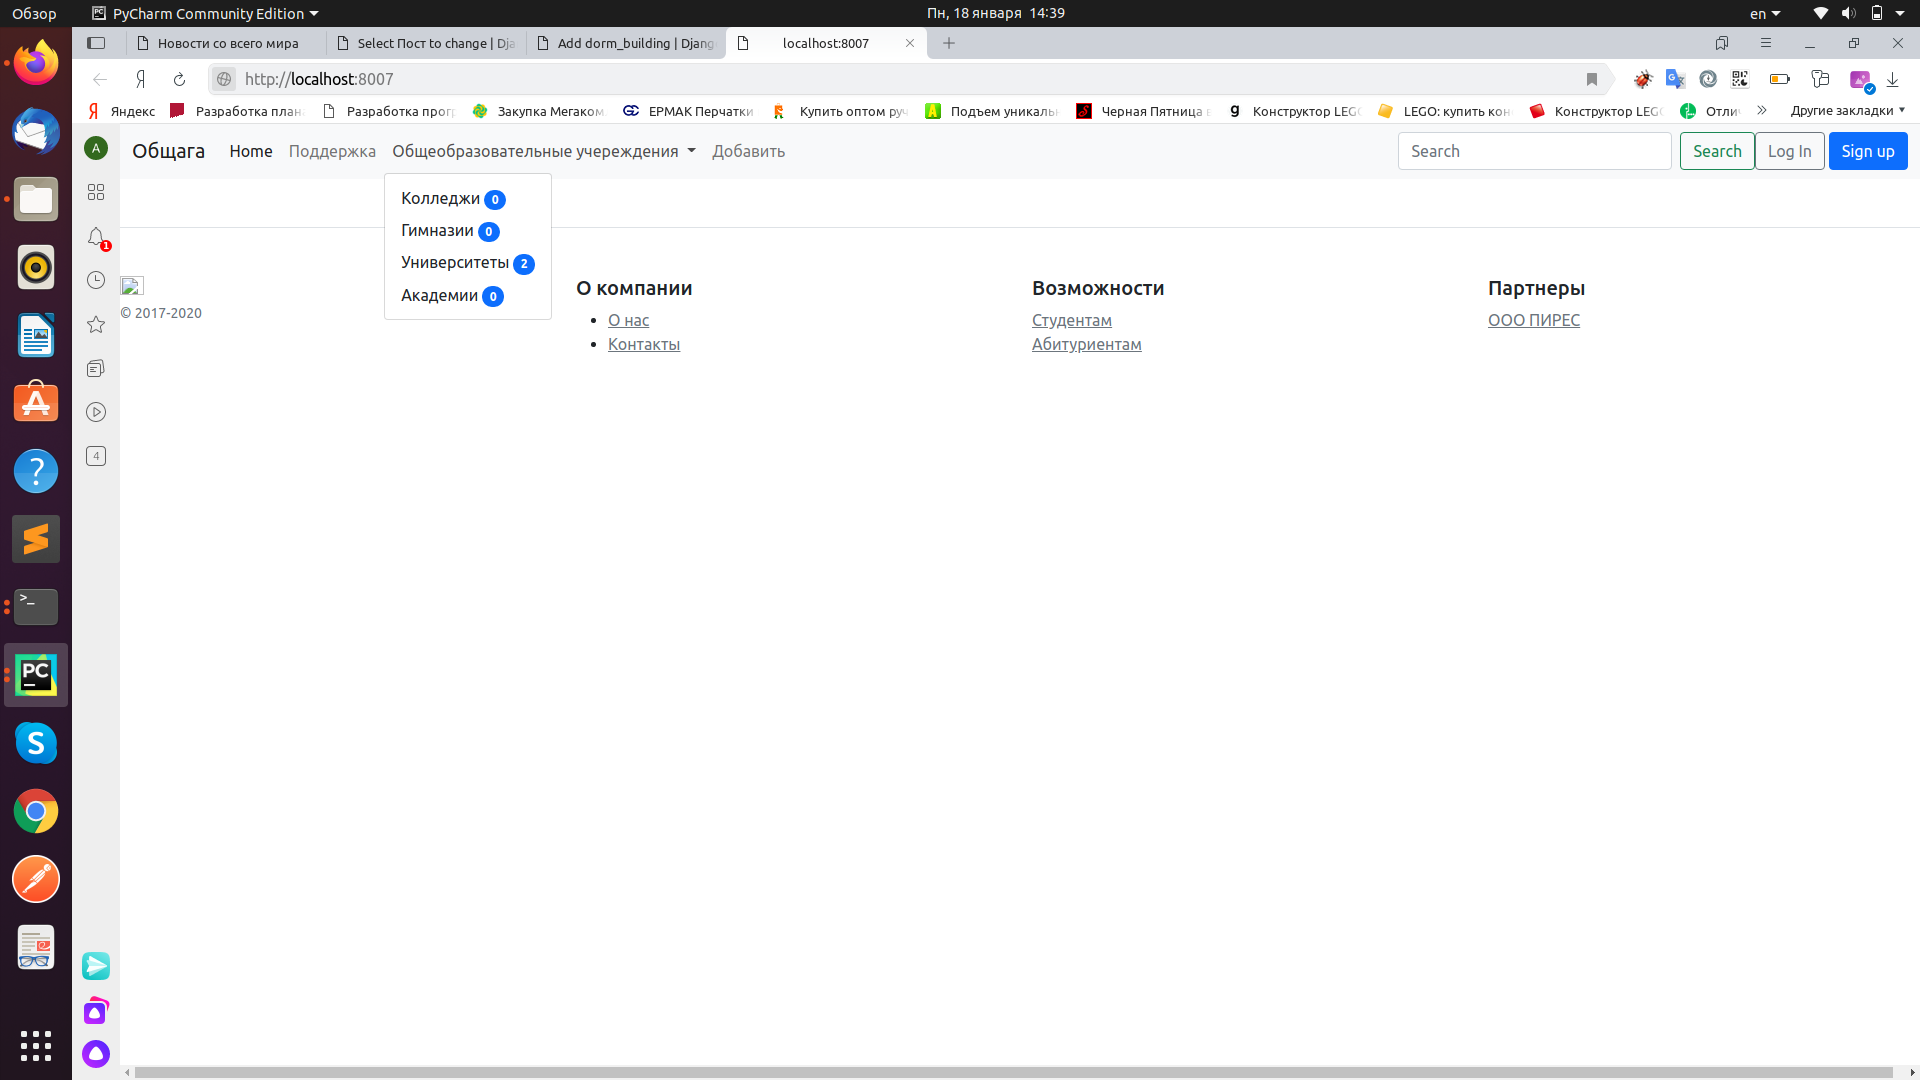 Обзор PyCharm Community Edition Пн, 18 января 14:39 en
Новости со всего мира Select Пост to change | Dja Add dorm_building | Djang localhost:8007
http://localhost:8007
Яндекс Разработка план Разработка прог Закупка Мегаком ЕРМАК Перчатки Купить оптом руч Подъем уникаль Черная Пятница в Конструктор LEGO LEGO: купить кон Конструктор LEGO Отли Другие закладки
A Общага Home Поддержка Общеобразовательные учереждения Добавить Search Search Log In Sign up
Колледжи 0
Гимназии 0
Университеты 2
Академии 0
1
4
© 2017-2020
О компании
О нас
Контакты
Возможности
Студентам
Абитуриентам
Партнеры
ООО ПИРЕС